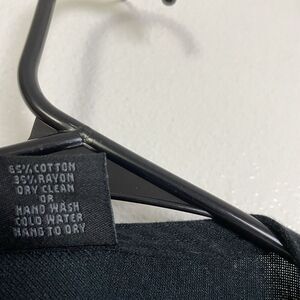 65% COTTON
35% RAYON
DRY CLEAN
OR
HAND WASH
COLD WATER
HANG TO DRY